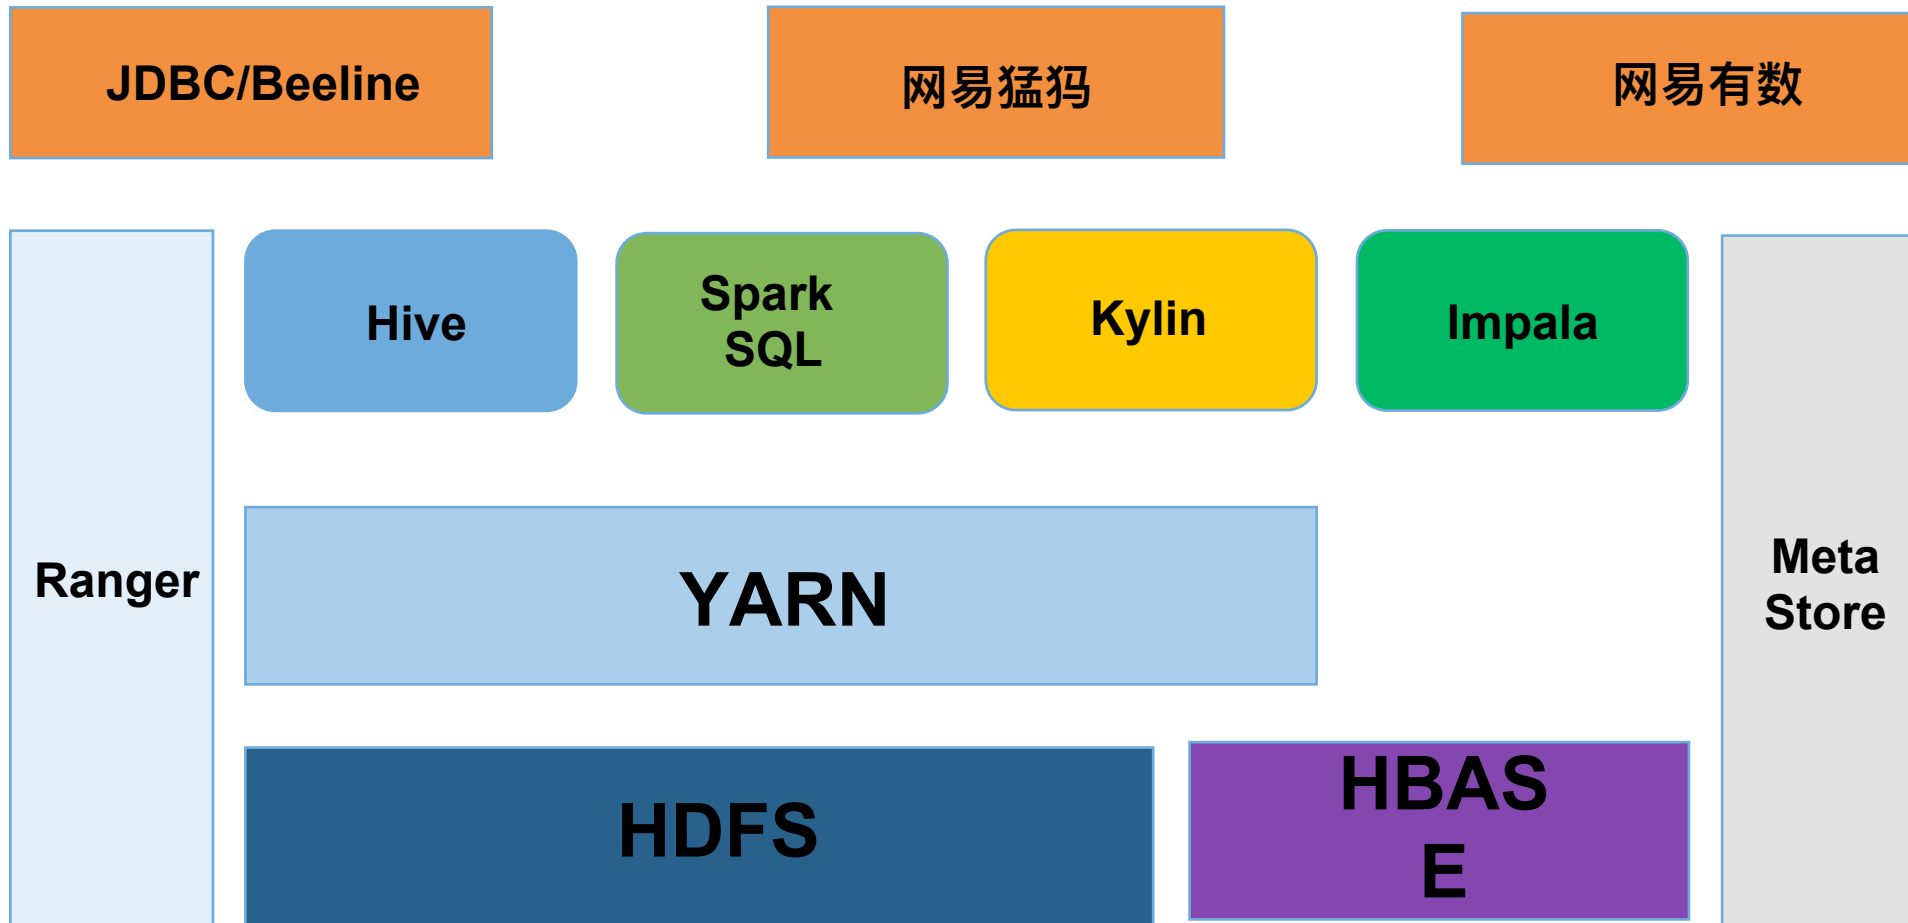 JDBC/Beeline
网易猛犸
网易有数
Hive
Spark
SQL
Kylin
Impala
Ranger
YARN
Meta
Store
HDFS
HBAS
E